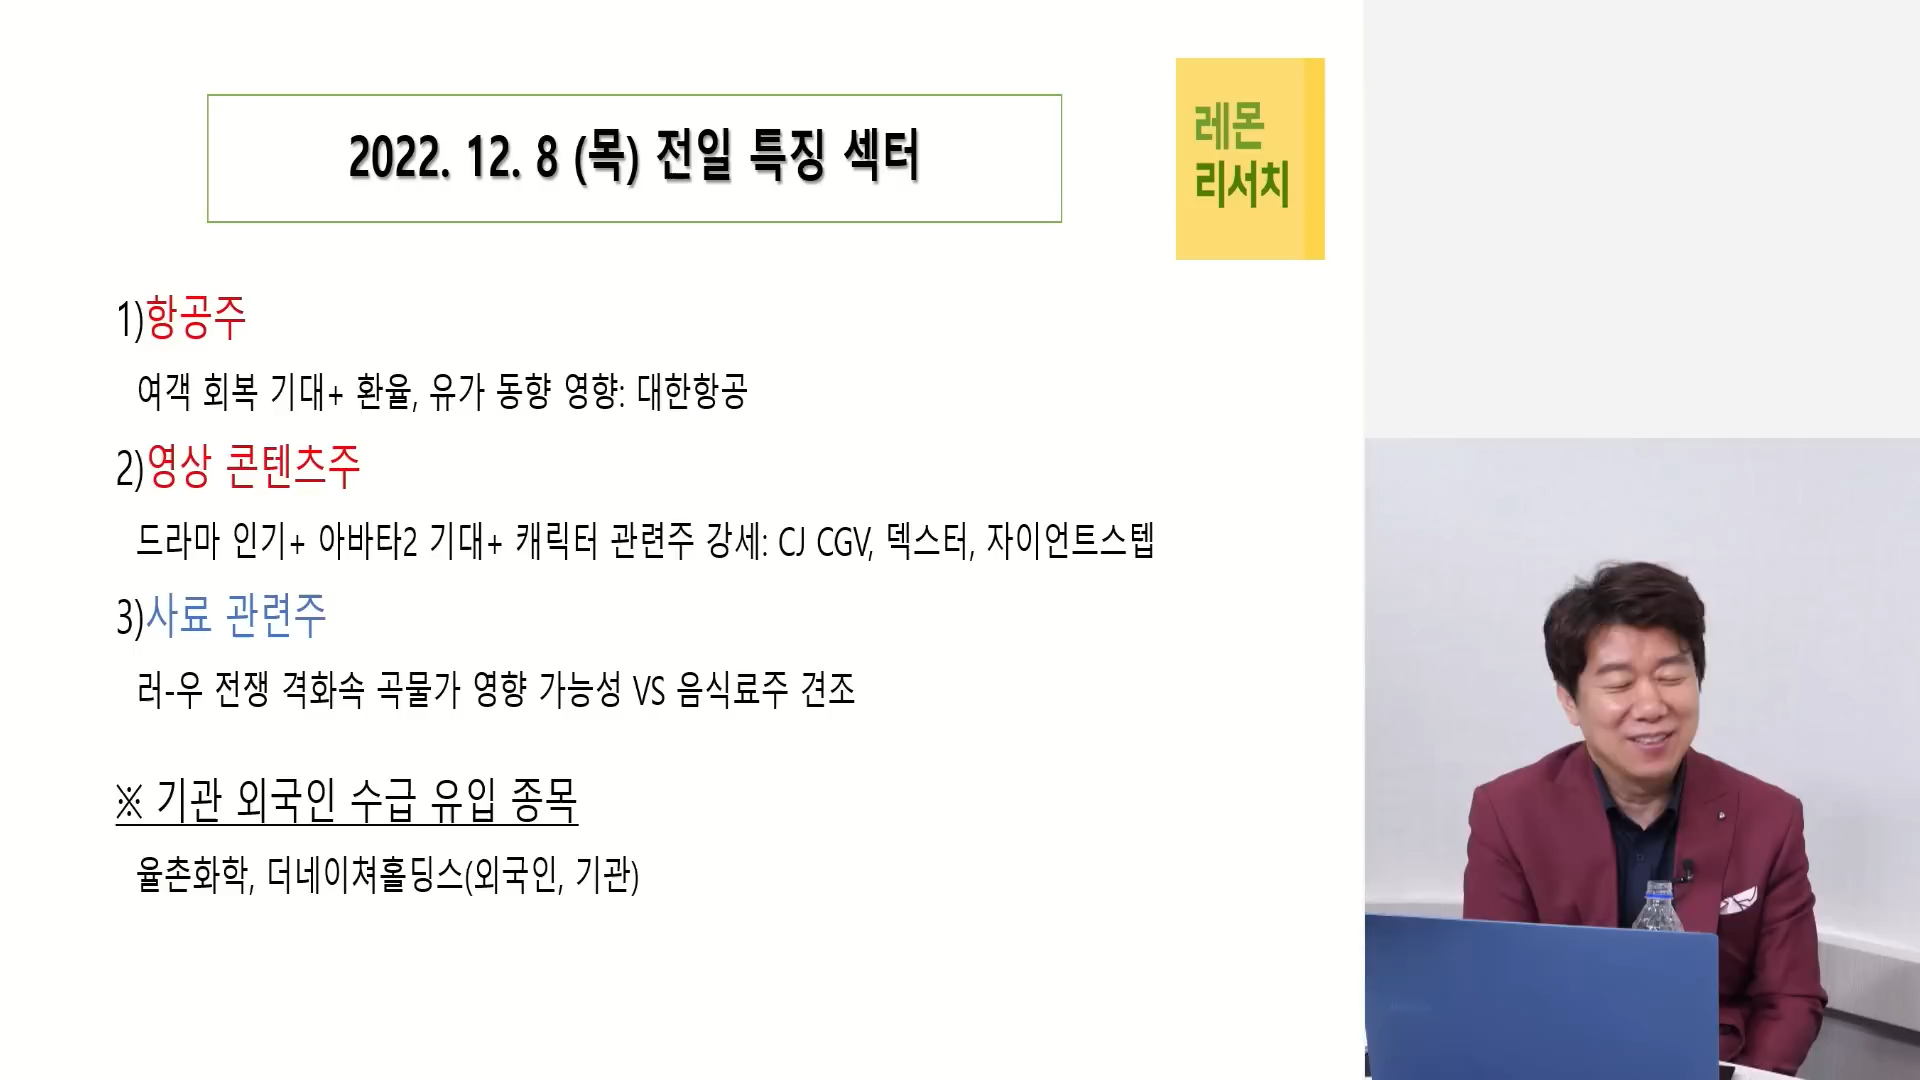 2022. 12. 8 (목) 전일 특징 섹터
레몬
리서치
1)항공주
여객 회복 기대+ 환율, 유가 동향 영향: 대한항공
2)영상 콘텐츠주
드라마 인기+ 아바타2 기대+ 캐릭터 관련주 강세: CJ CGV, 덱스터, 자이언트스텝
3)사료 관련주
러-우 전쟁 격화속 곡물가 영향 가능성 VS 음식료주 견조
※ 기관 외국인 수급 유입 종목
율촌화학, 더네이쳐홀딩스(외국인, 기관)